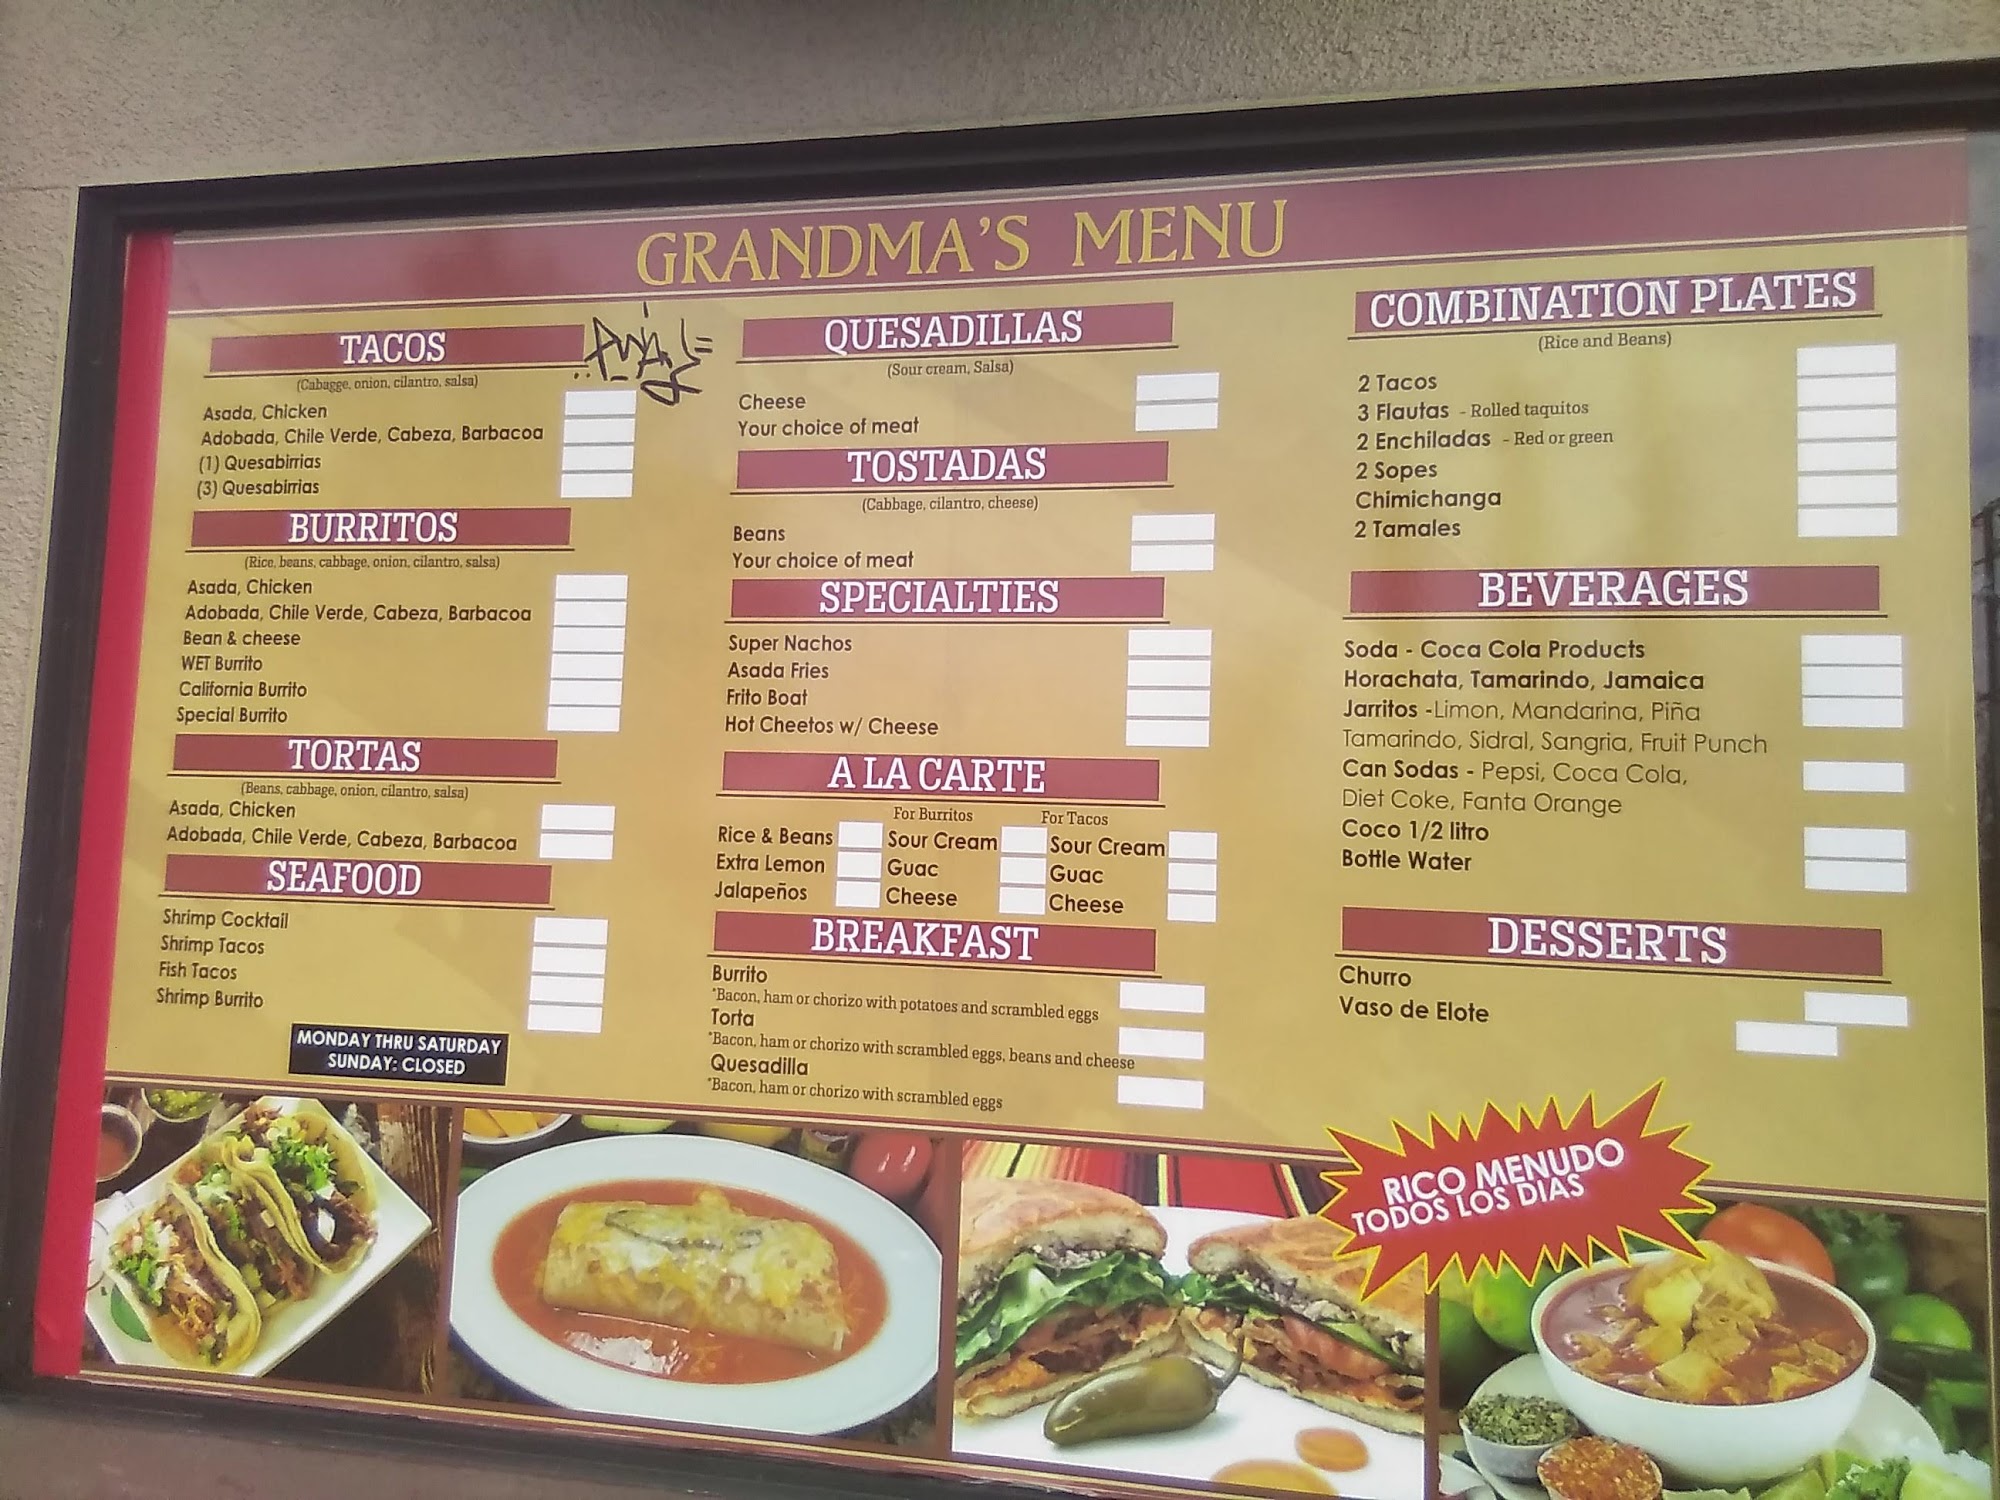 GRANDMA'S MENU
TACOS
(Cabagge, onion, cilantro, salsa)
Asada, Chicken
Adobada, Chile Verde, Cabeza, Barbacoa
(1) Quesabirrias
(3) Quesabirrias
BURRITOS
(Rice, beans, cabbage, onion, cilantro, salsa)
Asada, Chicken
Adobada, Chile Verde, Cabeza, Barbacoa
Bean & cheese
WET Burrito
California Burrito
Special Burrito
TORTAS
(Beans, cabbage, onion, cilantro, salsa)
Asada, Chicken
Adobada, Chile Verde, Cabeza, Barbacoa
SEAFOOD
Shrimp Cocktail
Shrimp Tacos
Fish Tacos
Shrimp Burrito
MONDAY THRU SATURDAY
SUNDAY: CLOSED
QUESADILLAS
(Sour cream, Salsa)
Cheese
Your choice of meat
TOSTADAS
(Cabbage, cilantro, cheese)
Beans
Your choice of meat
SPECIALTIES
Super Nachos
Asada Fries
Frito Boat
Hot Cheetos w/ Cheese
A LA CARTE
For Burritos For Tacos
Rice & Beans Sour Cream Sour Cream
Extra Lemon Guac Guac
Jalapeños Cheese Cheese
BREAKFAST
Burrito
*Bacon, ham or chorizo with potatoes and scrambled eggs
Torta
*Bacon, ham or chorizo with scrambled eggs, beans and cheese
Quesadilla
*Bacon, ham or chorizo with scrambled eggs
COMBINATION PLATES
(Rice and Beans)
2 Tacos
3 Flautas - Rolled taquitos
2 Enchiladas - Red or green
2 Sopes
Chimichanga
2 Tamales
BEVERAGES
Soda - Coca Cola Products
Horachata, Tamarindo, Jamaica
Jarritos -Limon, Mandarina, Piña
Tamarindo, Sidral, Sangria, Fruit Punch
Can Sodas - Pepsi, Coca Cola,
Diet Coke, Fanta Orange
Coco 1/2 litro
Bottle Water
DESSERTS
Churro
Vaso de Elote
RICO MENUDO
TODOS LOS DIAS